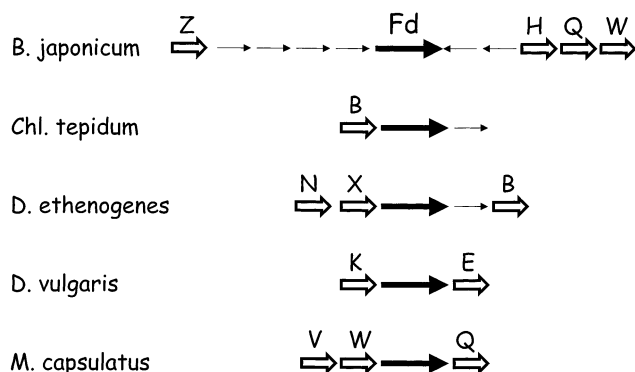 Z Fd H Q W
B. japonicum
B
Chl. tepidum
N X B
D. ethenogenes
K E
D. vulgaris
V W Q
M. capsulatus